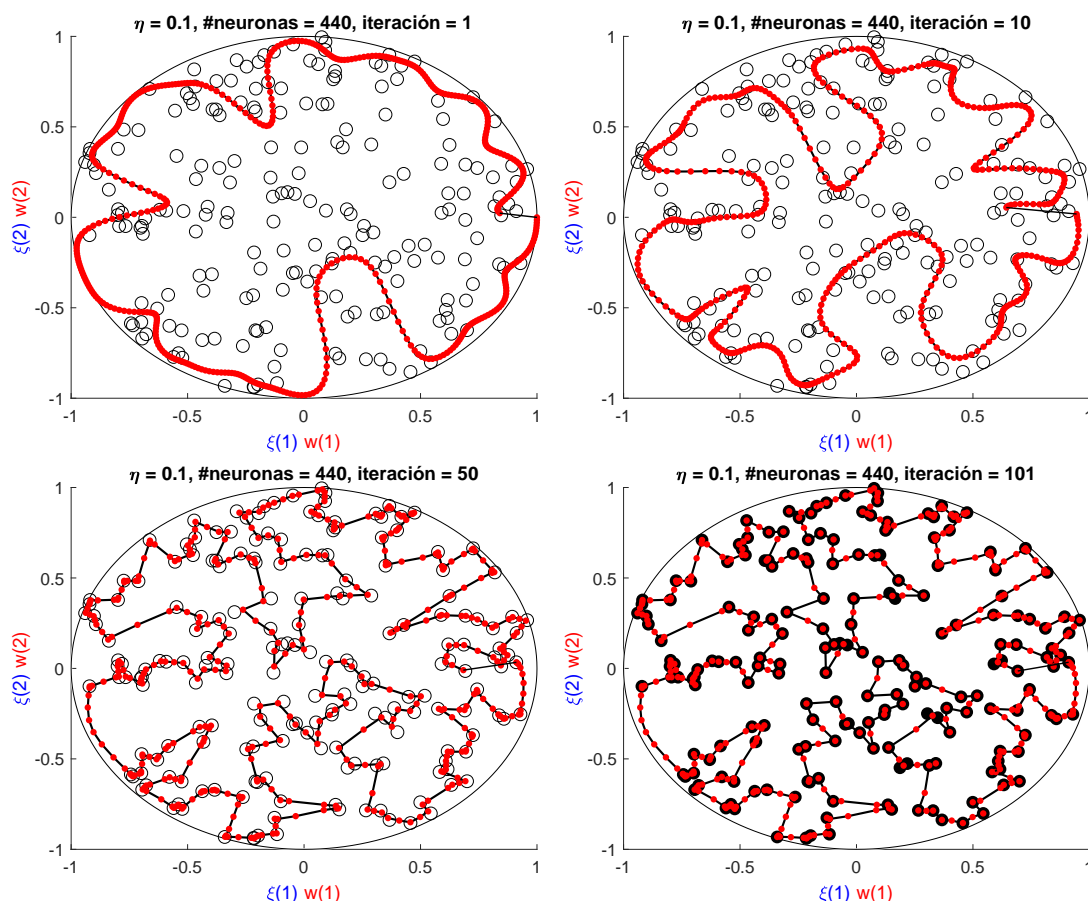 η = 0.1, #neuronas = 440, iteración = 1
1
0.5
0
-0.5
-1
ξ(2) w(2)
-1 -0.5 0 0.5 1
ξ(1) w(1)
η = 0.1, #neuronas = 440, iteración = 10
1
0.5
0
-0.5
-1
ξ(2) w(2)
-1 -0.5 0 0.5 1
ξ(1) w(1)
η = 0.1, #neuronas = 440, iteración = 50
1
0.5
0
-0.5
-1
ξ(2) w(2)
-1 -0.5 0 0.5 1
ξ(1) w(1)
η = 0.1, #neuronas = 440, iteración = 101
1
0.5
0
-0.5
-1
ξ(2) w(2)
-1 -0.5 0 0.5 1
ξ(1) w(1)